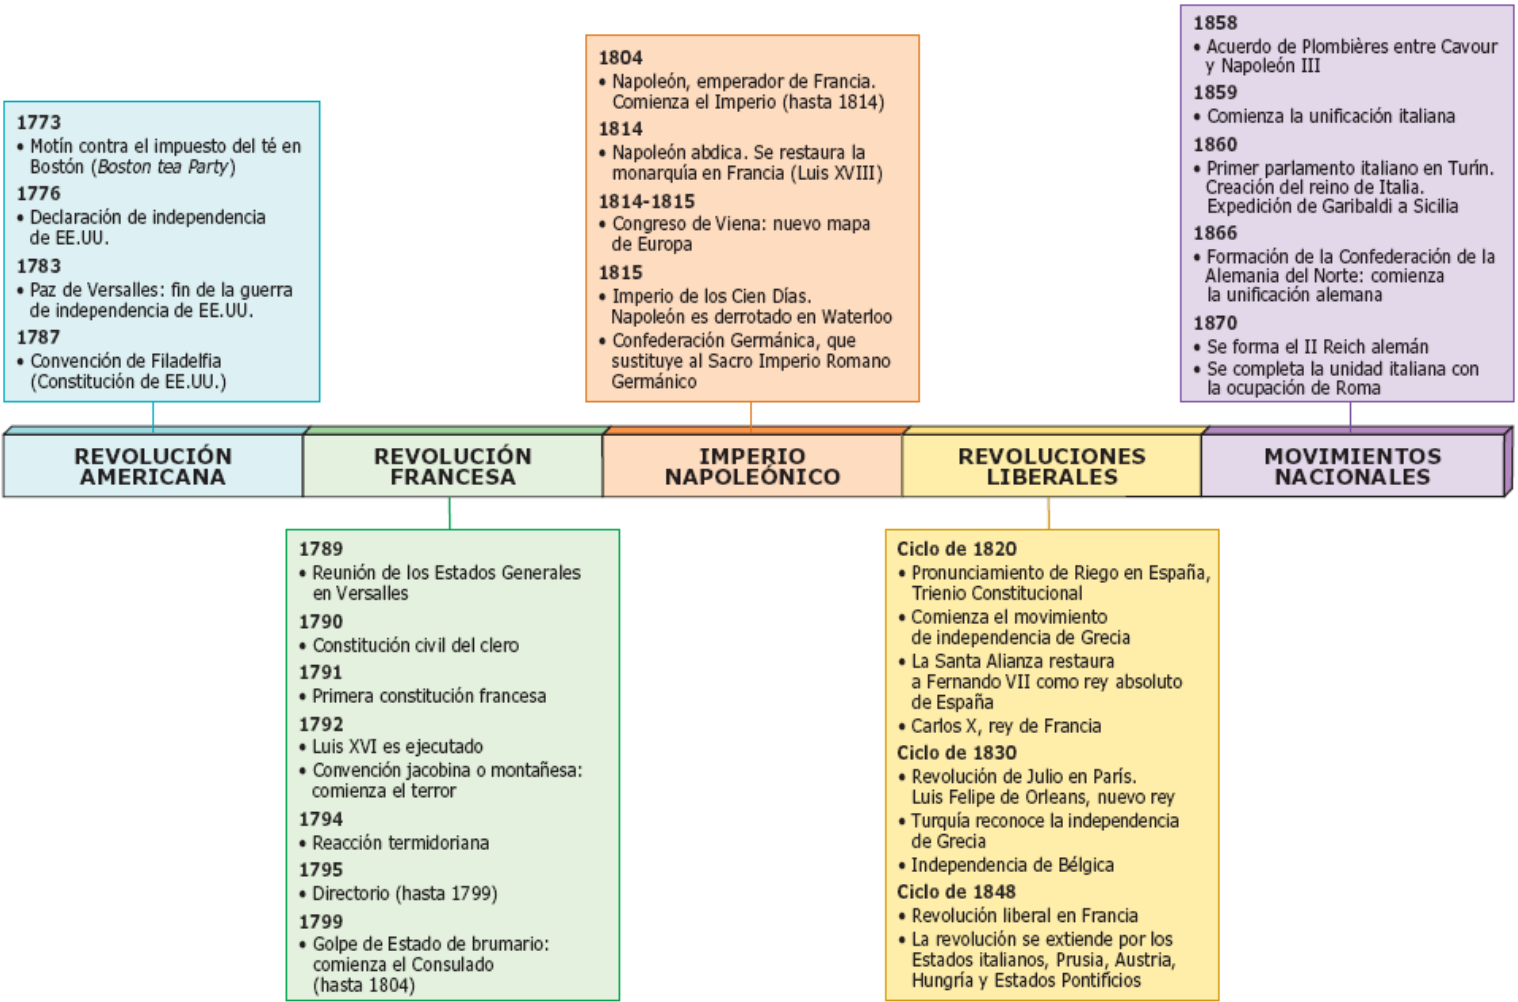 1773
• Motín contra el impuesto del té en
Bostón (Boston tea Party)
1776
• Declaración de independencia
de EE.UU.
1783
• Paz de Versalles: fin de la guerra
de independencia de EE.UU.
1787
• Convención de Filadelfia
(Constitución de EE.UU.)
REVOLUCIÓN
AMERICANA
1789
• Reunión de los Estados Generales
en Versalles
1790
• Constitución civil del clero
1791
• Primera constitución francesa
1792
• Luis XVI es ejecutado
• Convención jacobina o montañesa:
comienza el terror
1794
• Reacción termidoriana
1795
• Directorio (hasta 1799)
1799
• Golpe de Estado de brumario:
comienza el Consulado
(hasta 1804)
REVOLUCIÓN
FRANCESA
1804
• Napoleón, emperador de Francia.
Comienza el Imperio (hasta 1814)
1814
• Napoleón abdica. Se restaura la
monarquía en Francia (Luis XVIII)
1814-1815
• Congreso de Viena: nuevo mapa
de Europa
1815
• Imperio de los Cien Días.
Napoleón es derrotado en Waterloo
• Confederación Germánica, que
sustituye al Sacro Imperio Romano
Germánico
IMPERIO
NAPOLEÓNICO
Ciclo de 1820
• Pronunciamiento de Riego en España,
Trienio Constitucional
• Comienza el movimiento
de independencia de Grecia
• La Santa Alianza restaura
a Fernando VII como rey absoluto
de España
• Carlos X, rey de Francia
Ciclo de 1830
• Revolución de Julio en París.
Luis Felipe de Orleans, nuevo rey
• Turquía reconoce la independencia
de Grecia
• Independencia de Bélgica
Ciclo de 1848
• Revolución liberal en Francia
• La revolución se extiende por los
Estados italianos, Prusia, Austria,
Hungría y Estados Pontificios
REVOLUCIONES
LIBERALES
1858
• Acuerdo de Plombières entre Cavour
y Napoleón III
1859
• Comienza la unificación italiana
1860
• Primer parlamento italiano en Turín.
Creación del reino de Italia.
Expedición de Garibaldi a Sicilia
1866
• Formación de la Confederación de la
Alemania del Norte: comienza
la unificación alemana
1870
• Se forma el II Reich alemán
• Se completa la unidad italiana con
la ocupación de Roma
MOVIMIENTOS
NACIONALES